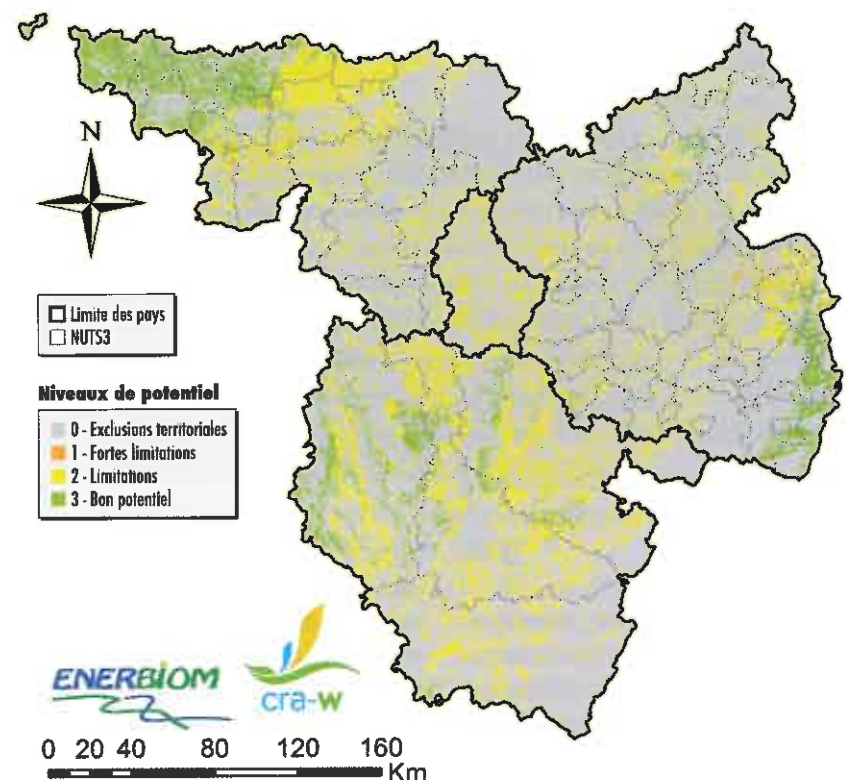 N
Limite des pays
NUTS3
Niveaux de potentiel
0 - Exclusions territoriales
1 - Fortes limitations
2 - Limitations
3 - Bon potentiel
ENERBIOM
cra-w
0 20 40 80 120 160
Km